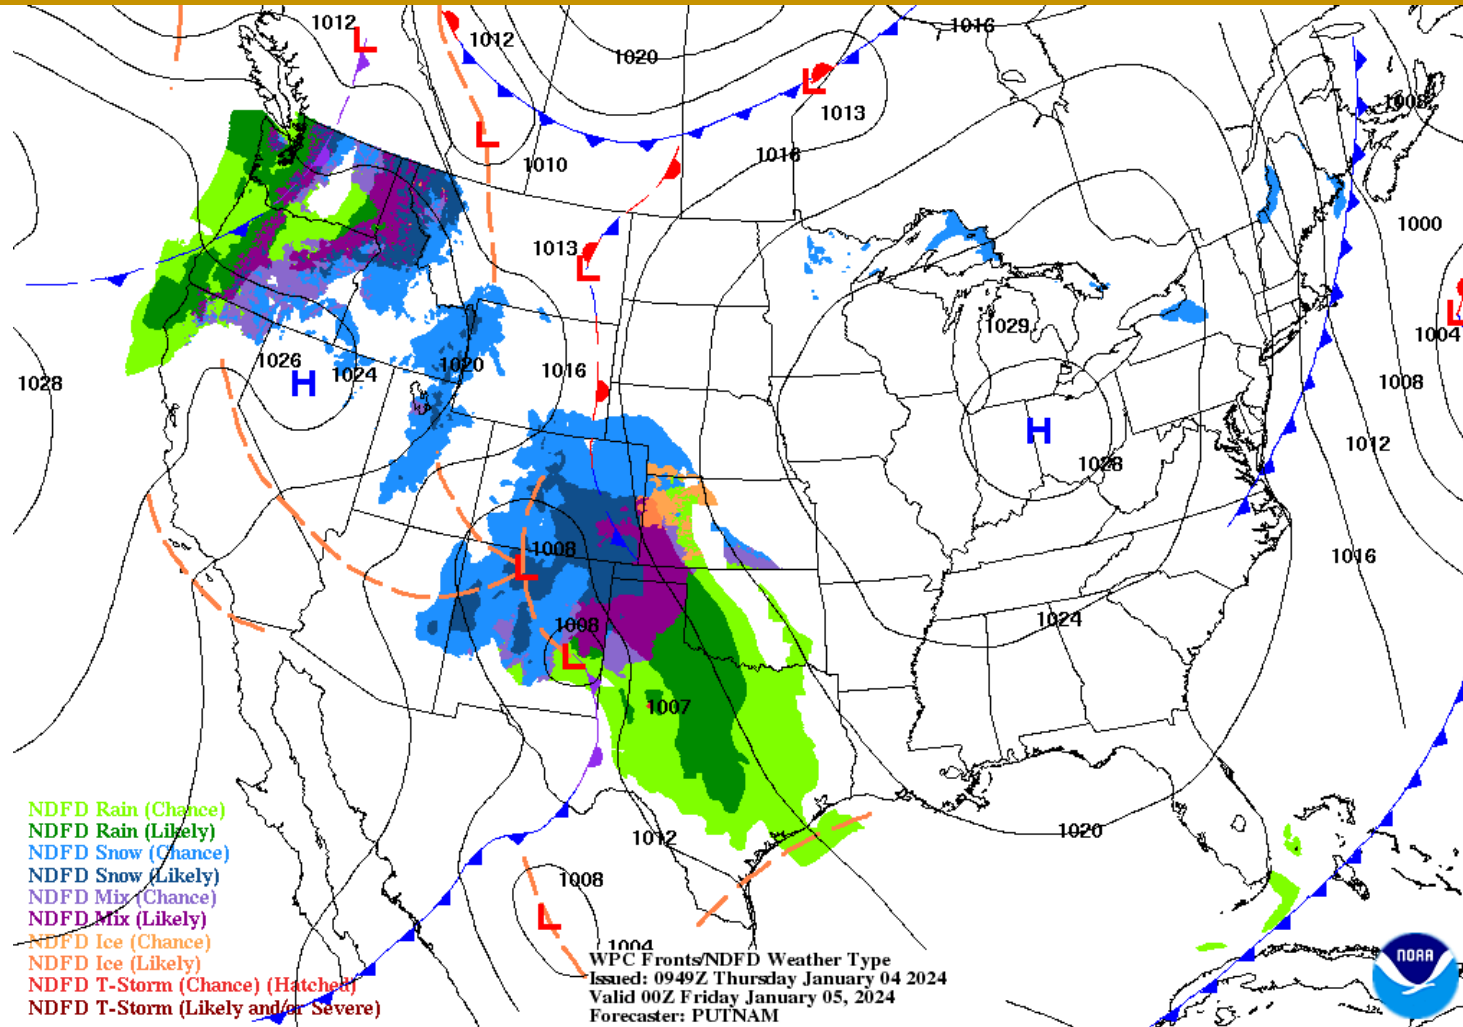 1012
1012
1020
1016
1013
1008
1010
1016
1000
1013
1029
1004
1026
1024
1020
1016
1028
1008
1012
1028
1008
1016
1008
1024
1007
1020
1012
1008
1004
L
L
L
L
L
H
H
L
L
L
NDFD Rain (Chance)
NDFD Rain (Likely)
NDFD Snow (Chance)
NDFD Snow (Likely)
NDFD Mix (Chance)
NDFD Mix (Likely)
NDFD Ice (Chance)
NDFD Ice (Likely)
NDFD T-Storm (Chance) (Hatched)
NDFD T-Storm (Likely and/or Severe)
WPC Fronts/NDFD Weather Type
Issued: 0949Z Thursday January 04 2024
Valid 00Z Friday January 05, 2024
Forecaster: PUTNAM
NOAA